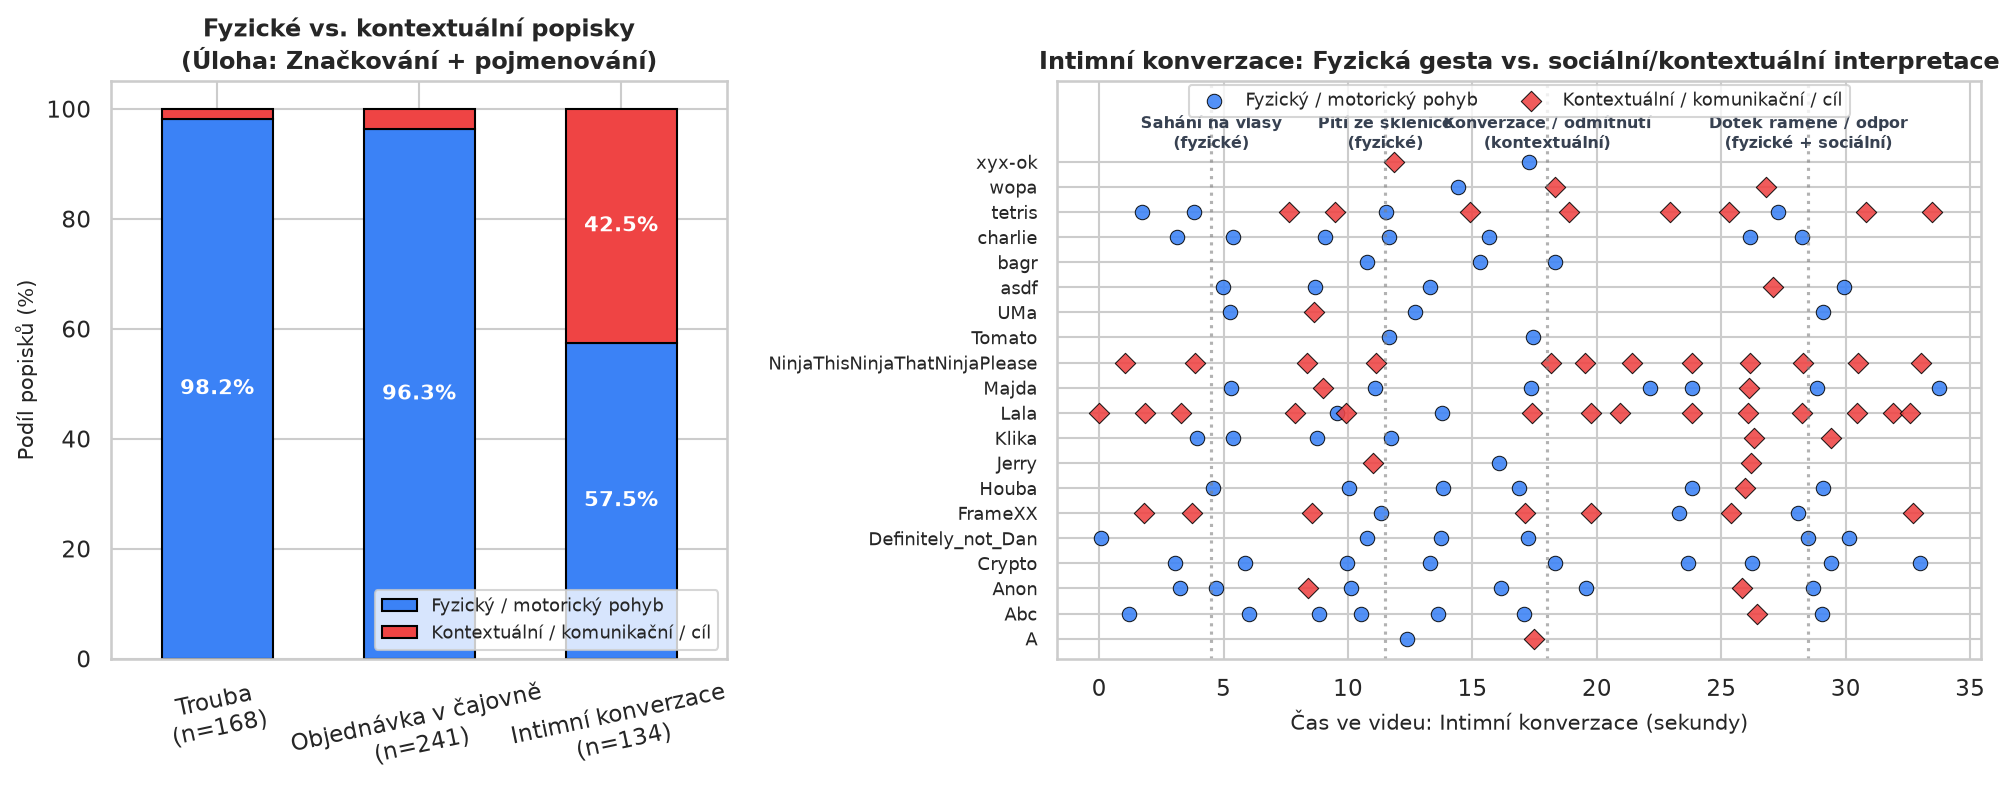 Fyzické vs. kontextuální popisky
(Úloha: Značkování + pojmenování)
Podíl popisků (%)
100
80
60
40
20
0
98.2%
96.3%
42.5%
57.5%
Fyzický / motorický pohyb
Kontextuální / komunikační / cíl
Trouba
(n=168)
Objednávka v čajovně
(n=241)
Intimní konverzace
(n=134)
Intimní konverzace: Fyzická gesta vs. sociální/kontextuální interpretace
Fyzický / motorický pohyb
Kontextuální / komunikační / cíl
Sahání na vlasy
(fyzické)
Pití ze sklenice
(fyzické)
Konverzace / odmítnutí
(kontextuální)
Dotek ramene / odpor
(fyzické + sociální)
xyx-ok
wopa
tetris
charlie
bagr
asdf
UMa
Tomato
NinjaThisNinjaThatNinjaPlease
Majda
Lala
Klika
Jerry
Houba
FrameXX
Definitely_not_Dan
Crypto
Anon
Abc
A
0 5 10 15 20 25 30 35
Čas ve videu: Intimní konverzace (sekundy)